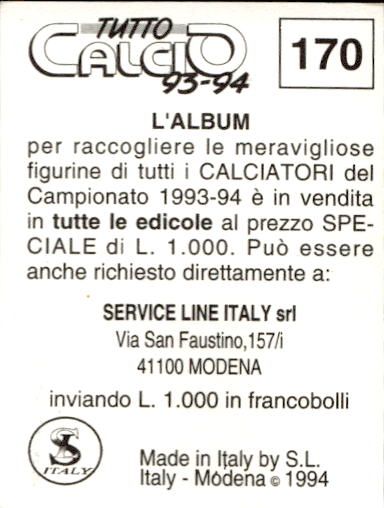 TUTTO
CALCIO
93-94
170
L'ALBUM
per raccogliere le meravigliose
figurine di tutti i CALCIATORI del
Campionato 1993-94 è in vendita
in tutte le edicole al prezzo SPE-
CIALE di L. 1.000. Può essere
anche richiesto direttamente a:
SERVICE LINE ITALY srl
Via San Faustino,157/i
41100 MODENA
inviando L. 1.000 in francobolli
SL
ITALY
Made in Italy by S.L.
Italy - Módena © 1994